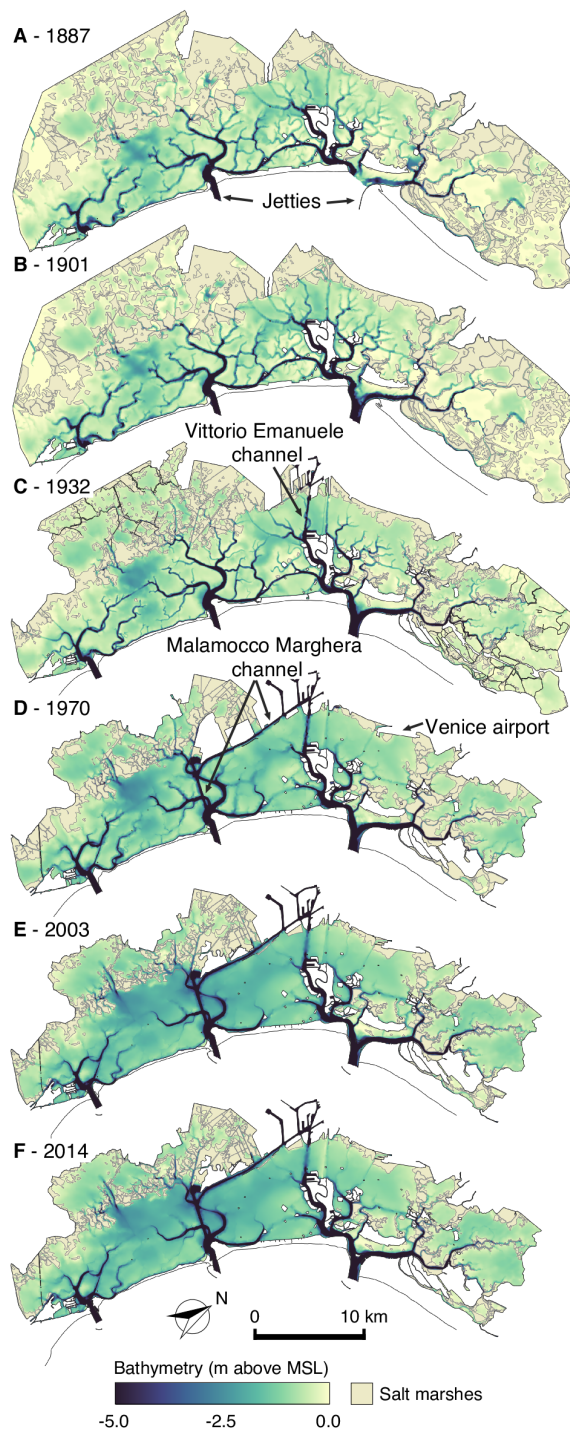 A - 1887
Jetties
B - 1901
Vittorio Emanuele
channel
C - 1932
Malamocco Marghera
channel
D - 1970
Venice airport
E - 2003
F - 2014
N
0 10 km
Bathymetry (m above MSL)
Salt marshes
-5.0 -2.5 0.0